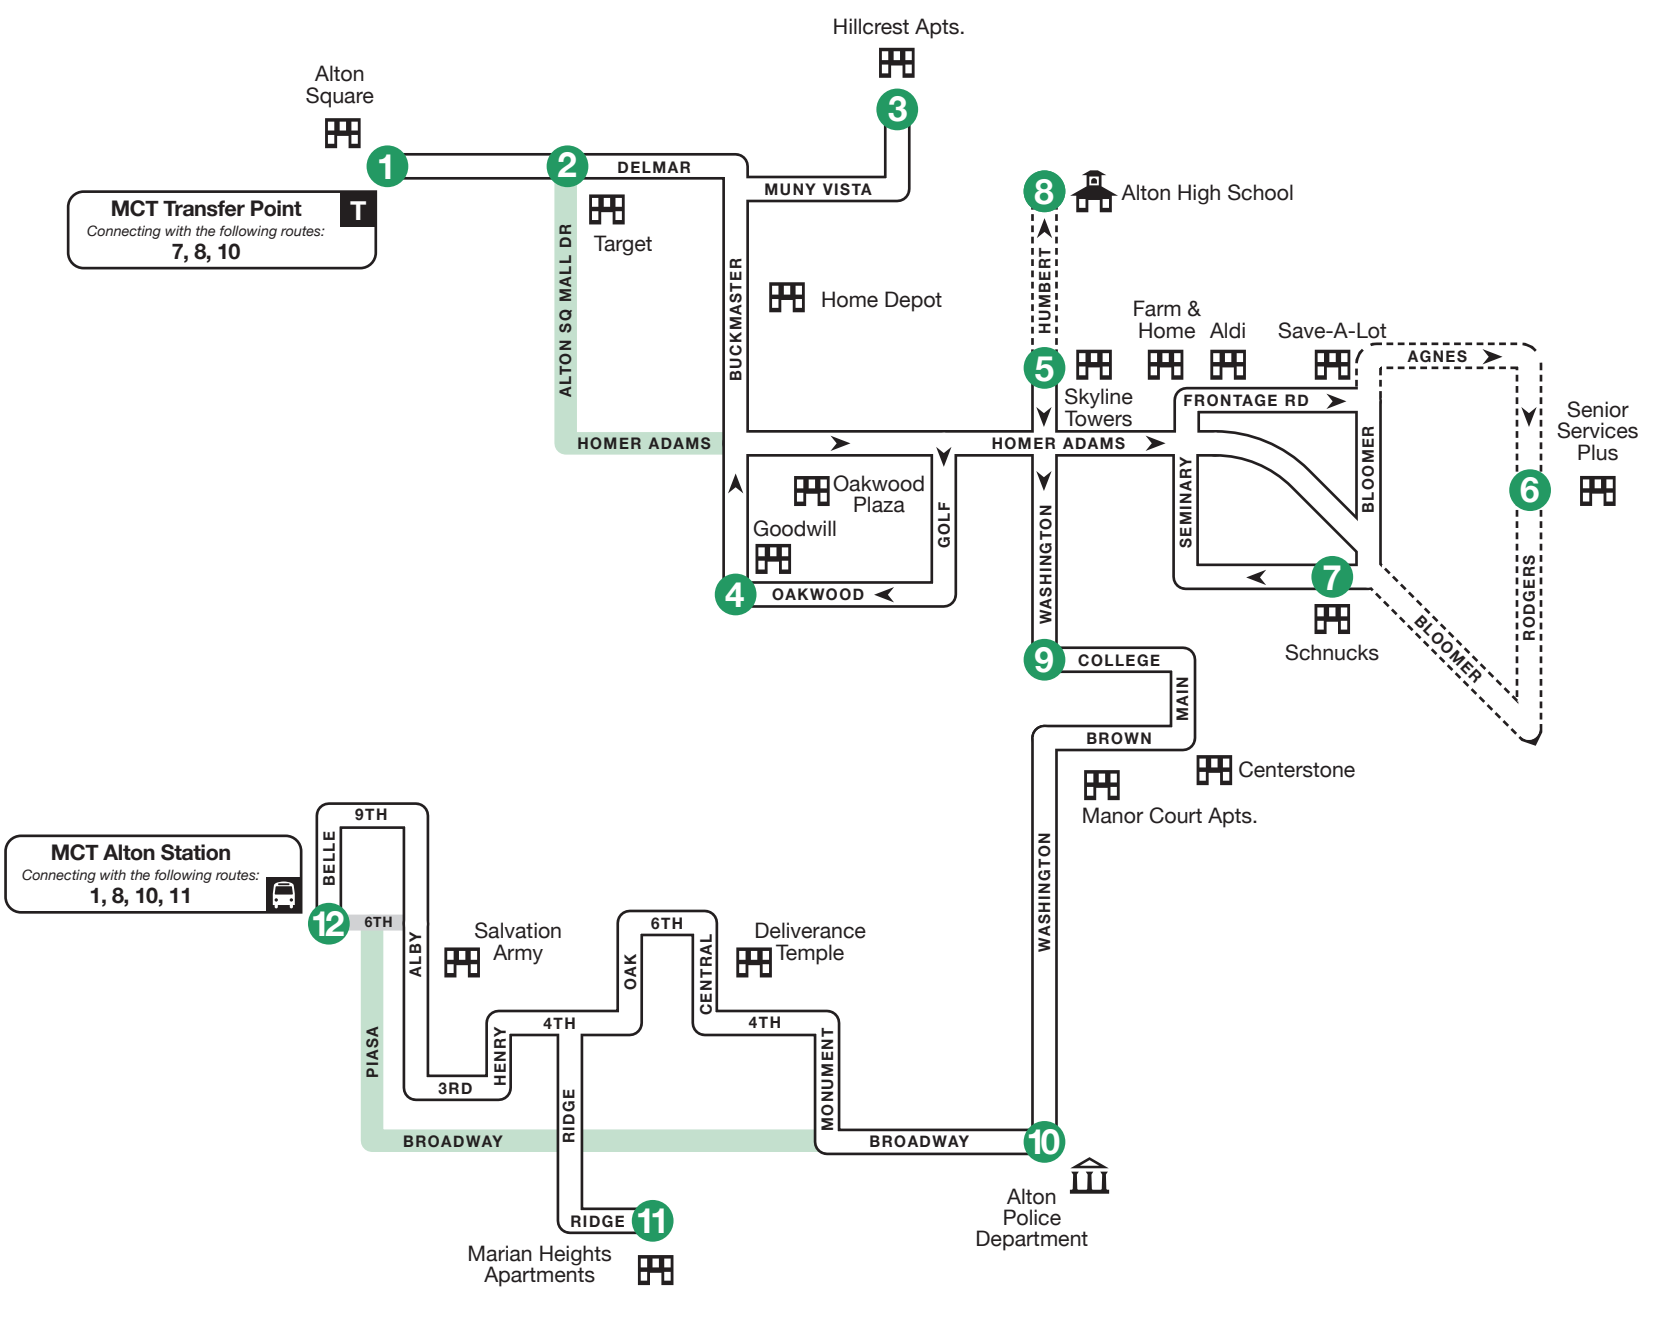 Hillcrest Apts.
3
Alton
Square
1
2
DELMAR
MUNY VISTA
MCT Transfer Point
T
Connecting with the following routes:
7, 8, 10
Target
ALTON SQ MALL DR
HOMER ADAMS
BUCKMASTER
Home Depot
8
Alton High School
HUMBERT
5
Skyline
Towers
Farm &
Home
Aldi
Save-A-Lot
AGNES
FRONTAGE RD
Senior
Services
Plus
6
HOMER ADAMS
Oakwood
Plaza
Goodwill
GOLF
4
OAKWOOD
WASHINGTON
SEMINARY
BLOOMER
7
Schnucks
BLOOMER
RODGERS
9
COLLEGE
MAIN
BROWN
Centerstone
Manor Court Apts.
WASHINGTON
9TH
BELLE
MCT Alton Station
Connecting with the following routes:
1, 8, 10, 11
12
6TH
ALBY
Salvation
Army
PIASA
3RD
HENRY
4TH
OAK
6TH
CENTRAL
Deliverance
Temple
4TH
MONUMENT
RIDGE
BROADWAY
BROADWAY
10
Alton
Police
Department
RIDGE
11
Marian Heights
Apartments